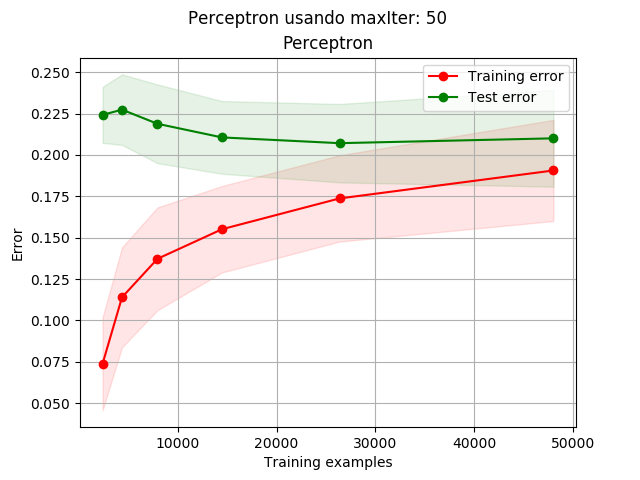 Perceptron usando maxIter: 50
Perceptron
Training error
Test error
0.250
0.225
0.200
0.175
0.150
0.125
0.100
0.075
0.050
Error
10000 20000 30000 40000 50000
Training examples